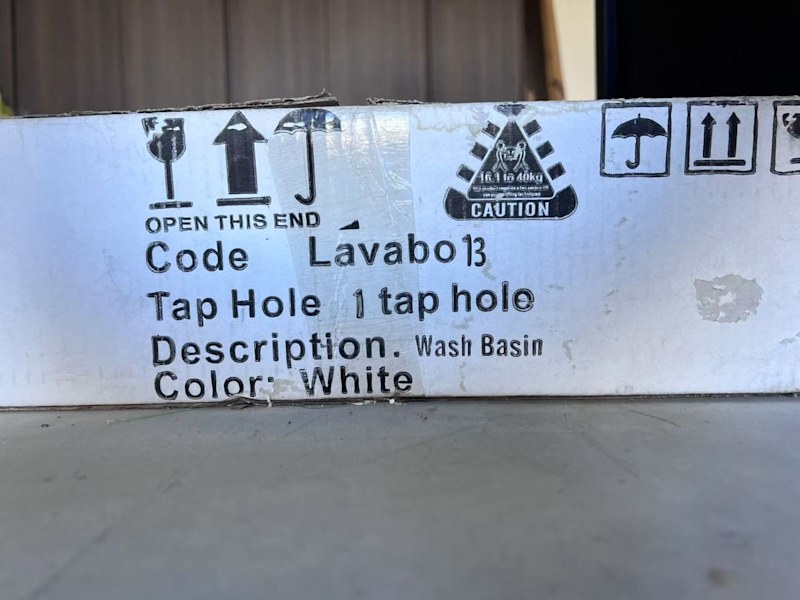 OPEN THIS END
16.1 to 40kg
CAUTION
Code Lavabo13
Tap Hole 1 tap hole
Description. Wash Basin
Color: White